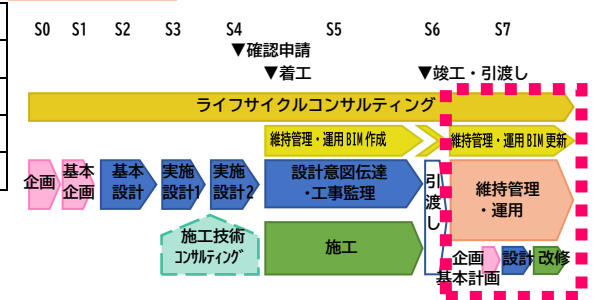 S0 S1 S2 S3 S4 S5 S6 S7
▼確認申請
▼着工 ▼竣工・引渡し
ライフサイクルコンサルティング
維持管理・運用BIM作成 維持管理・運用BIM更新
企画
基本
企画
基本
設計
実施
設計1
実施
設計2
設計意図伝達
・工事監理
引
渡
し
維持管理
・運用
施工技術
コンサルティング
施工
企画 設計 改修
基本計画